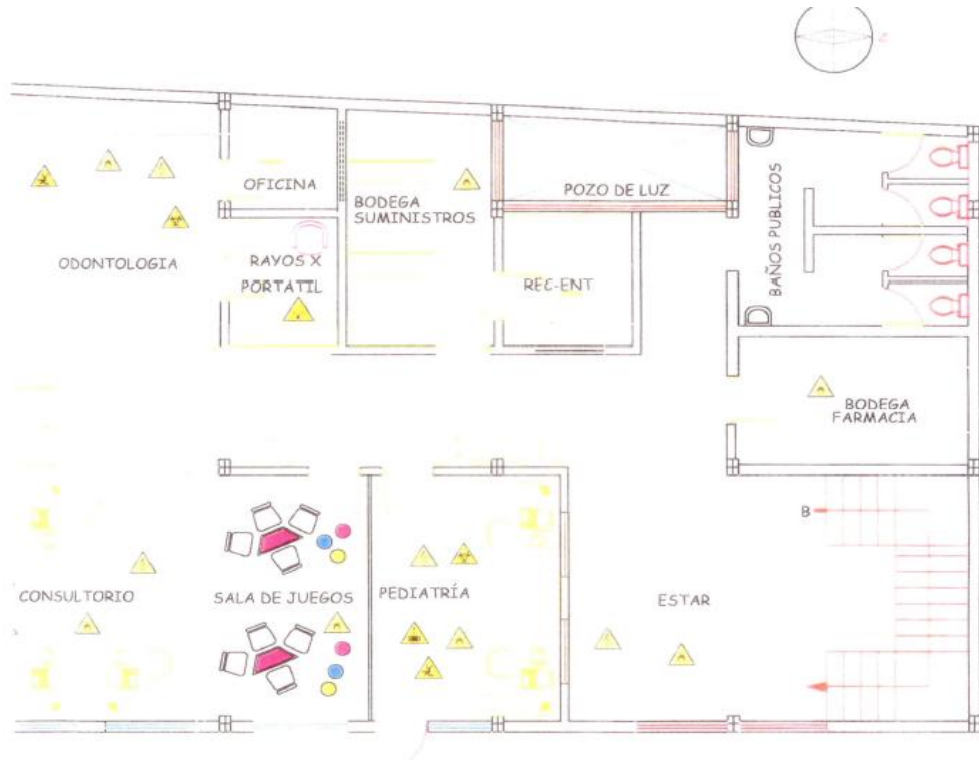 OFICINA
BODEGA
SUMINISTROS
POZO DE LUZ
BAÑOS PUBLICOS
ODONTOLOGIA
RAYOS X
PORTATIL
REC-ENT
BODEGA
FARMACIA
B
CONSULTORIO
SALA DE JUEGOS
PEDIATRÍA
ESTAR